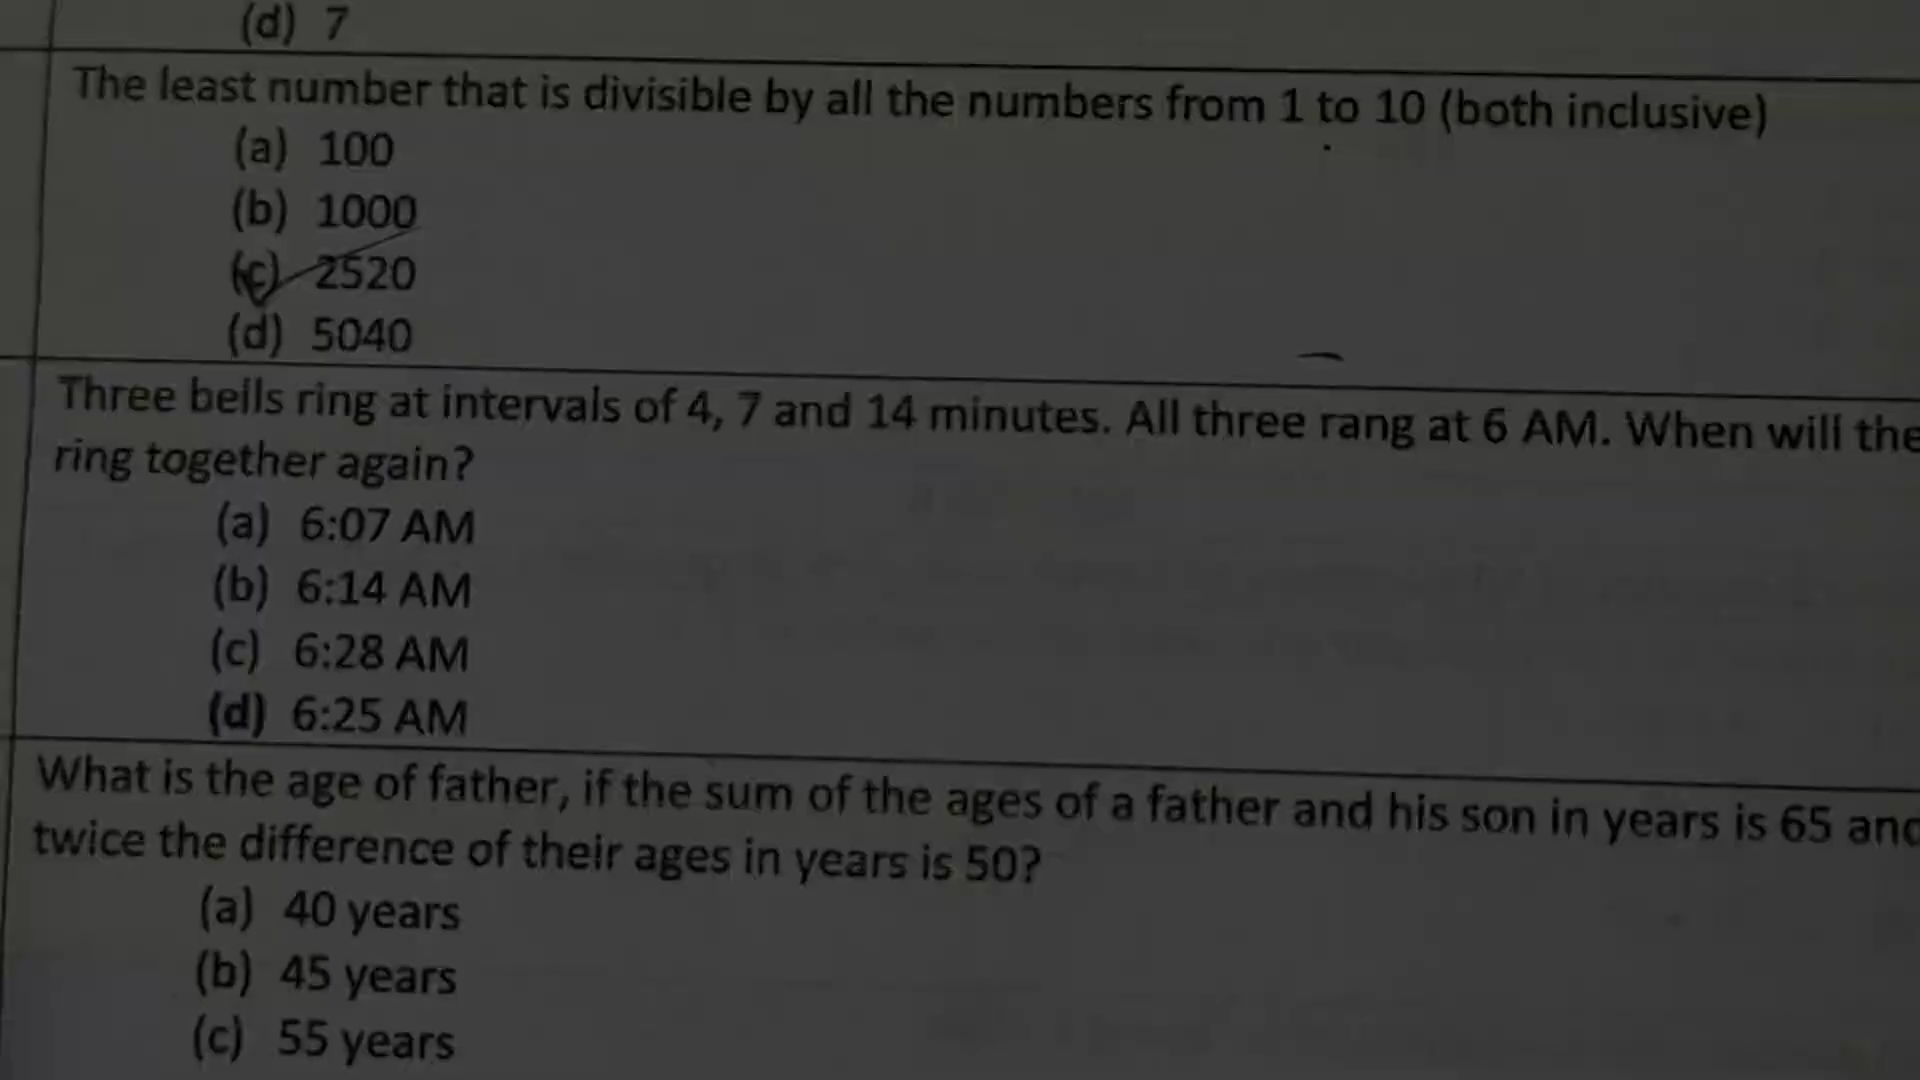 (d) 7
The least number that is divisible by all the numbers from 1 to 10 (both inclusive)
(a) 100
(b) 1000
(c) 2520
(d) 5040
Three bells ring at intervals of 4, 7 and 14 minutes. All three rang at 6 AM. When will the
ring together again?
(a) 6:07 AM
(b) 6:14 AM
(c) 6:28 AM
(d) 6:25 AM
What is the age of father, if the sum of the ages of a father and his son in years is 65 and
twice the difference of their ages in years is 50?
(a) 40 years
(b) 45 years
(c) 55 years